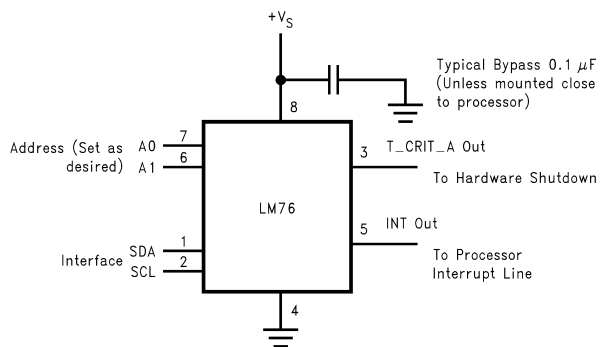 +VS
Typical Bypass 0.1 μF
(Unless mounted close
to processor)
8
Address (Set as
desired)
A0
7
A1
6
3
T_CRIT_A Out
To Hardware Shutdown
LM76
5
INT Out
To Processor
Interrupt Line
Interface
SDA
1
SCL
2
4